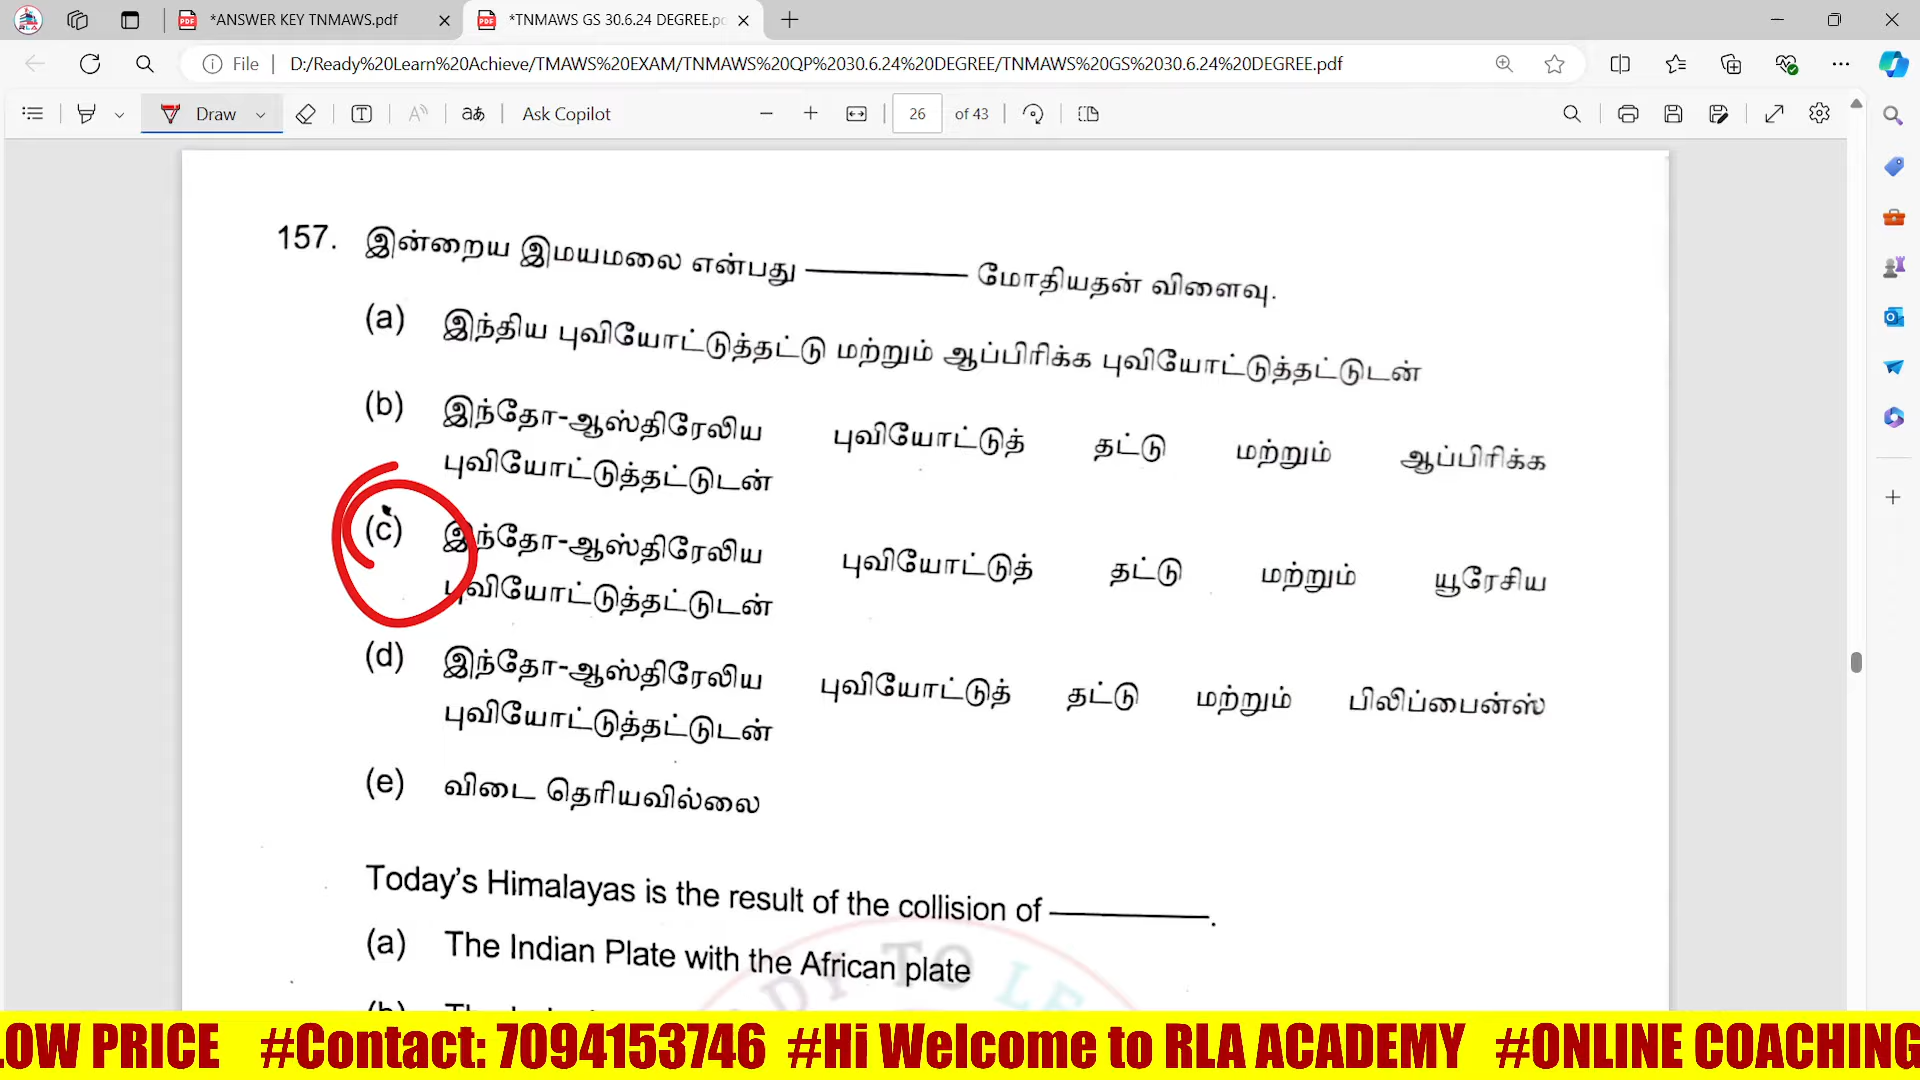 *ANSWER KEY TNMAWS.pdf
*TNMAWS GS 30.6.24 DEGREE.pd
File
D:/Ready%20Learn%20Achieve/TMAWS%20EXAM/TNMAWS%20QP%2030.6.24%20DEGREE/TNMAWS%20GS%2030.6.24%20DEGREE.pdf
Draw
Ask Copilot
26 of 43
157. இன்றைய இமயமலை என்பது ———— மோதியதன் விளைவு.
(a) இந்திய புவியோட்டுத்தட்டு மற்றும் ஆப்பிரிக்க புவியோட்டுத்தட்டுடன்
(b) இந்தோ-ஆஸ்திரேலிய புவியோட்டுத் தட்டு மற்றும் ஆப்பிரிக்க
புவியோட்டுத்தட்டுடன்
(c) இந்தோ-ஆஸ்திரேலிய புவியோட்டுத் தட்டு மற்றும் யூரேசிய
புவியோட்டுத்தட்டுடன்
(d) இந்தோ-ஆஸ்திரேலிய புவியோட்டுத் தட்டு மற்றும் பிலிப்பைன்ஸ்
புவியோட்டுத்தட்டுடன்
(e) விடை தெரியவில்லை
Today's Himalayas is the result of the collision of ————.
(a) The Indian Plate with the African plate
LOW PRICE #Contact: 7094153746 #Hi Welcome to RLA ACADEMY #ONLINE COACHING